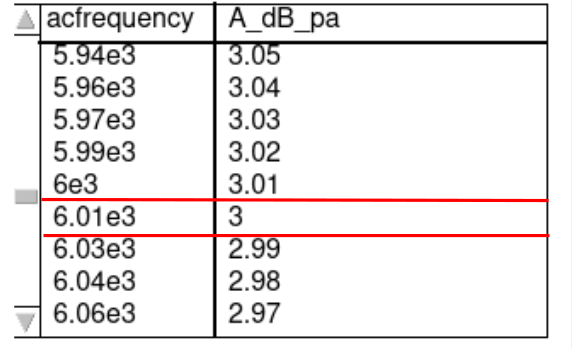 acfrequency A_dB_pa
5.94e3 3.05
5.96e3 3.04
5.97e3 3.03
5.99e3 3.02
6e3 3.01
6.01e3 3
6.03e3 2.99
6.04e3 2.98
6.06e3 2.97